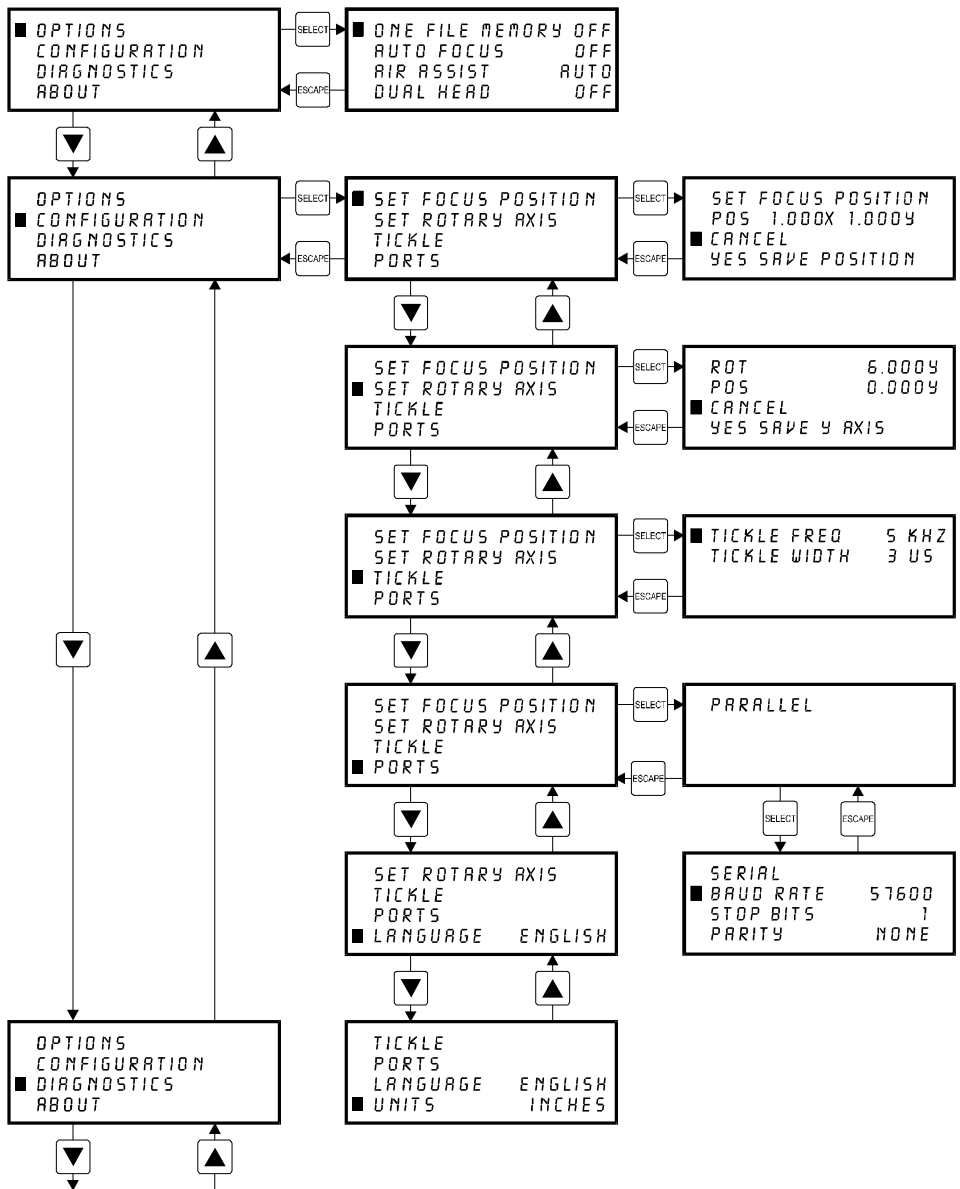 OPTIONS
CONFIGURATION
DIAGNOSTICS
ABOUT
SELECT
ESCAPE
ONE FILE MEMORY OFF
AUTO FOCUS OFF
AIR ASSIST AUTO
DUAL HEAD OFF
OPTIONS
CONFIGURATION
DIAGNOSTICS
ABOUT
SELECT
ESCAPE
SET FOCUS POSITION
SET ROTARY AXIS
TICKLE
PORTS
SELECT
ESCAPE
SET FOCUS POSITION
POS 1.000X 1.000Y
CANCEL
YES SAVE POSITION
SET FOCUS POSITION
SET ROTARY AXIS
TICKLE
PORTS
SELECT
ESCAPE
ROT 6.000Y
POS 0.000Y
CANCEL
YES SAVE Y AXIS
SET FOCUS POSITION
SET ROTARY AXIS
TICKLE
PORTS
SELECT
ESCAPE
TICKLE FREQ 5 KHZ
TICKLE WIDTH 3 US
SET FOCUS POSITION
SET ROTARY AXIS
TICKLE
PORTS
SELECT
ESCAPE
PARALLEL
SELECT
ESCAPE
SET ROTARY AXIS
TICKLE
PORTS
LANGUAGE ENGLISH
SERIAL
BAUD RATE 57600
STOP BITS 1
PARITY NONE
OPTIONS
CONFIGURATION
DIAGNOSTICS
ABOUT
TICKLE
PORTS
LANGUAGE ENGLISH
UNITS INCHES